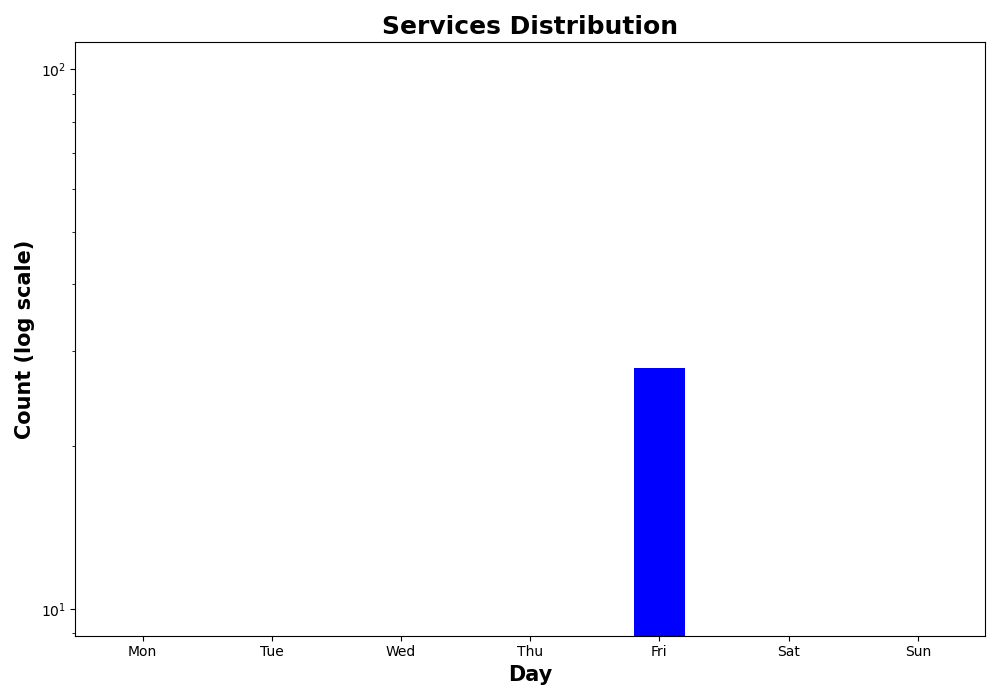 Services Distribution
10²
10¹
Count (log scale)
Mon Tue Wed Thu Fri Sat Sun
Day